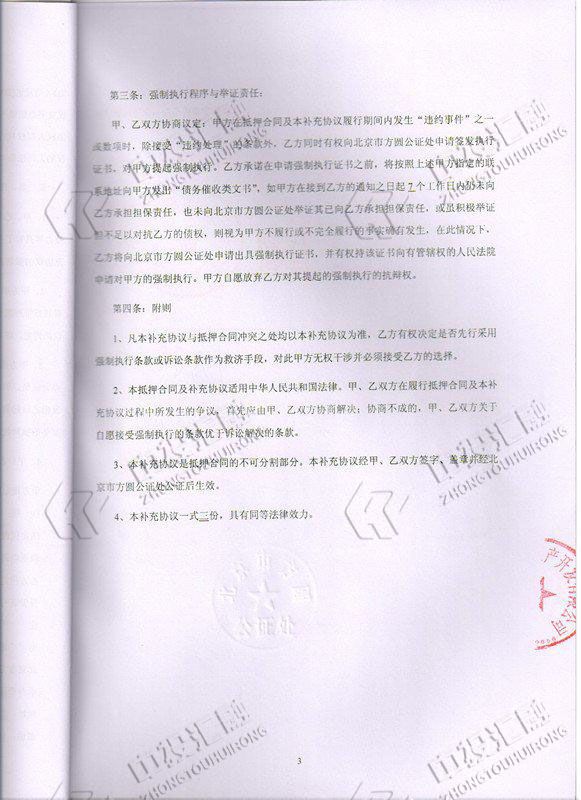 第三条：强制执行程序与举证责任：
甲、乙双方协商议定：甲方在抵押合同及本补充协议履行期间内发生“违约事件”之一
或数项时，除接受“违约处理”的条款外，乙方同时有权向北京市方圆公证处申请签发执行
证书，对甲方提起强制执行。乙方承诺在申请强制执行证书之前，将按照上述甲方指定的联
系地址向甲方发出“债务催收类文书”，如甲方在接到乙方的通知之日起7个工作日内仍未向
乙方承担担保责任，也未向北京市方圆公证处举证其已向乙方承担担保责任，或虽积极举证
但不足以对抗乙方的债权，则视为甲方不履行或不完全履行的事实确有发生，在此情况下，
乙方将向北京市方圆公证处申请出具强制执行证书，并有权持该证书向有管辖权的人民法院
申请对甲方的强制执行。甲方自愿放弃乙方对其提起的强制执行的抗辩权。
第四条：附则
1、凡本补充协议与抵押合同冲突之处均以本补充协议为准，乙方有权决定是否先行采用
强制执行条款或诉讼条款作为救济手段，对此甲方无权干涉并必须接受乙方的选择。
2、本抵押合同及补充协议适用中华人民共和国法律。甲、乙双方在履行抵押合同及本补
充协议过程中所发生的争议，首先应由甲、乙双方协商解决；协商不成的，甲、乙双方关于
自愿接受强制执行的条款优于诉讼解决的条款。
3、本补充协议是抵押合同的不可分割部分。本补充协议经甲、乙双方签字、盖章并经北
京市方圆公证处公证后生效。
4、本补充协议一式三份，具有同等法律效力。
北京市方圆
公证处
产开发有限公司
中投汇融
ZHONGTOUHUIRONG
3